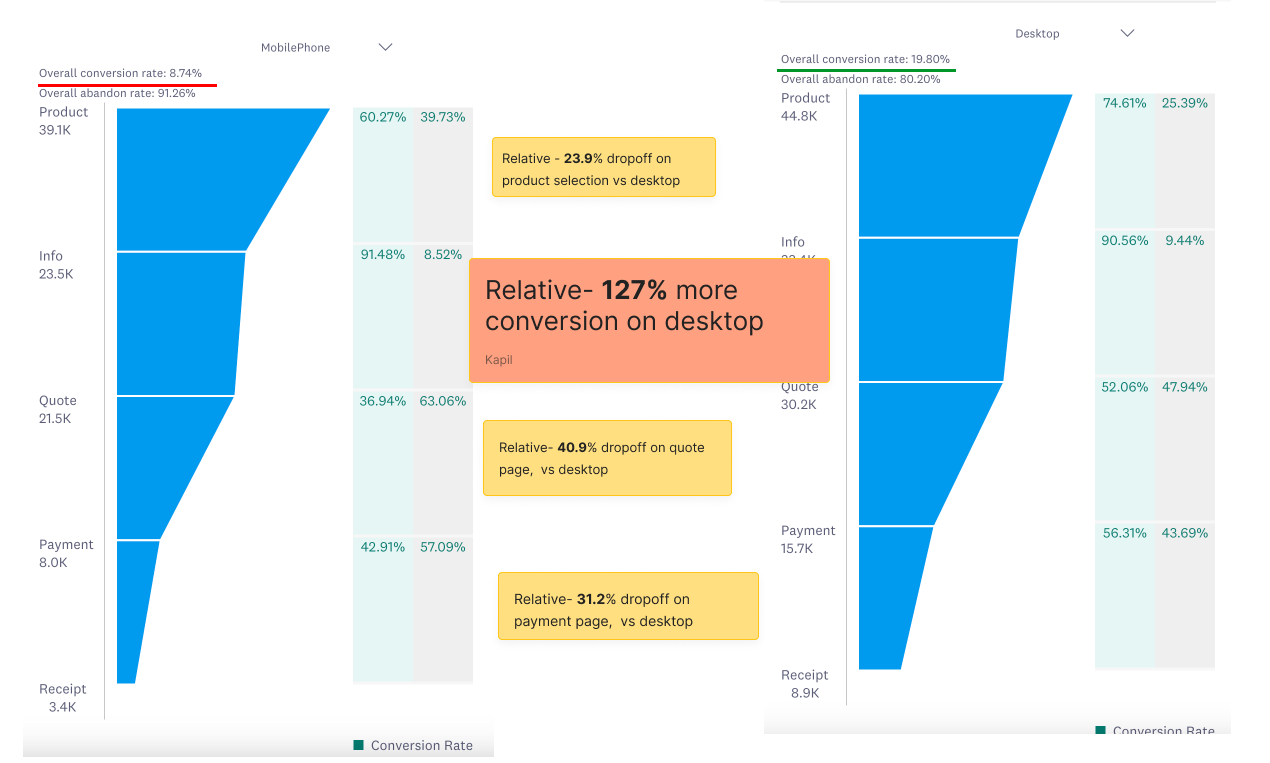 MobilePhone
Overall conversion rate: 8.74%
Overall abandon rate: 91.26%
Product
39.1K
60.27% 39.73%
Info
23.5K
91.48% 8.52%
Quote
21.5K
36.94% 63.06%
Payment
8.0K
42.91% 57.09%
Receipt
3.4K
Conversion Rate
Relative - 23.9% dropoff on
product selection vs desktop
Relative- 127% more
conversion on desktop
Kapil
Relative- 40.9% dropoff on quote
page, vs desktop
Relative- 31.2% dropoff on
payment page, vs desktop
Desktop
Overall conversion rate: 19.80%
Overall abandon rate: 80.20%
Product
44.8K
74.61% 25.39%
Info
90.56% 9.44%
Quote
30.2K
52.06% 47.94%
Payment
15.7K
56.31% 43.69%
Receipt
8.9K
Conversion Rate